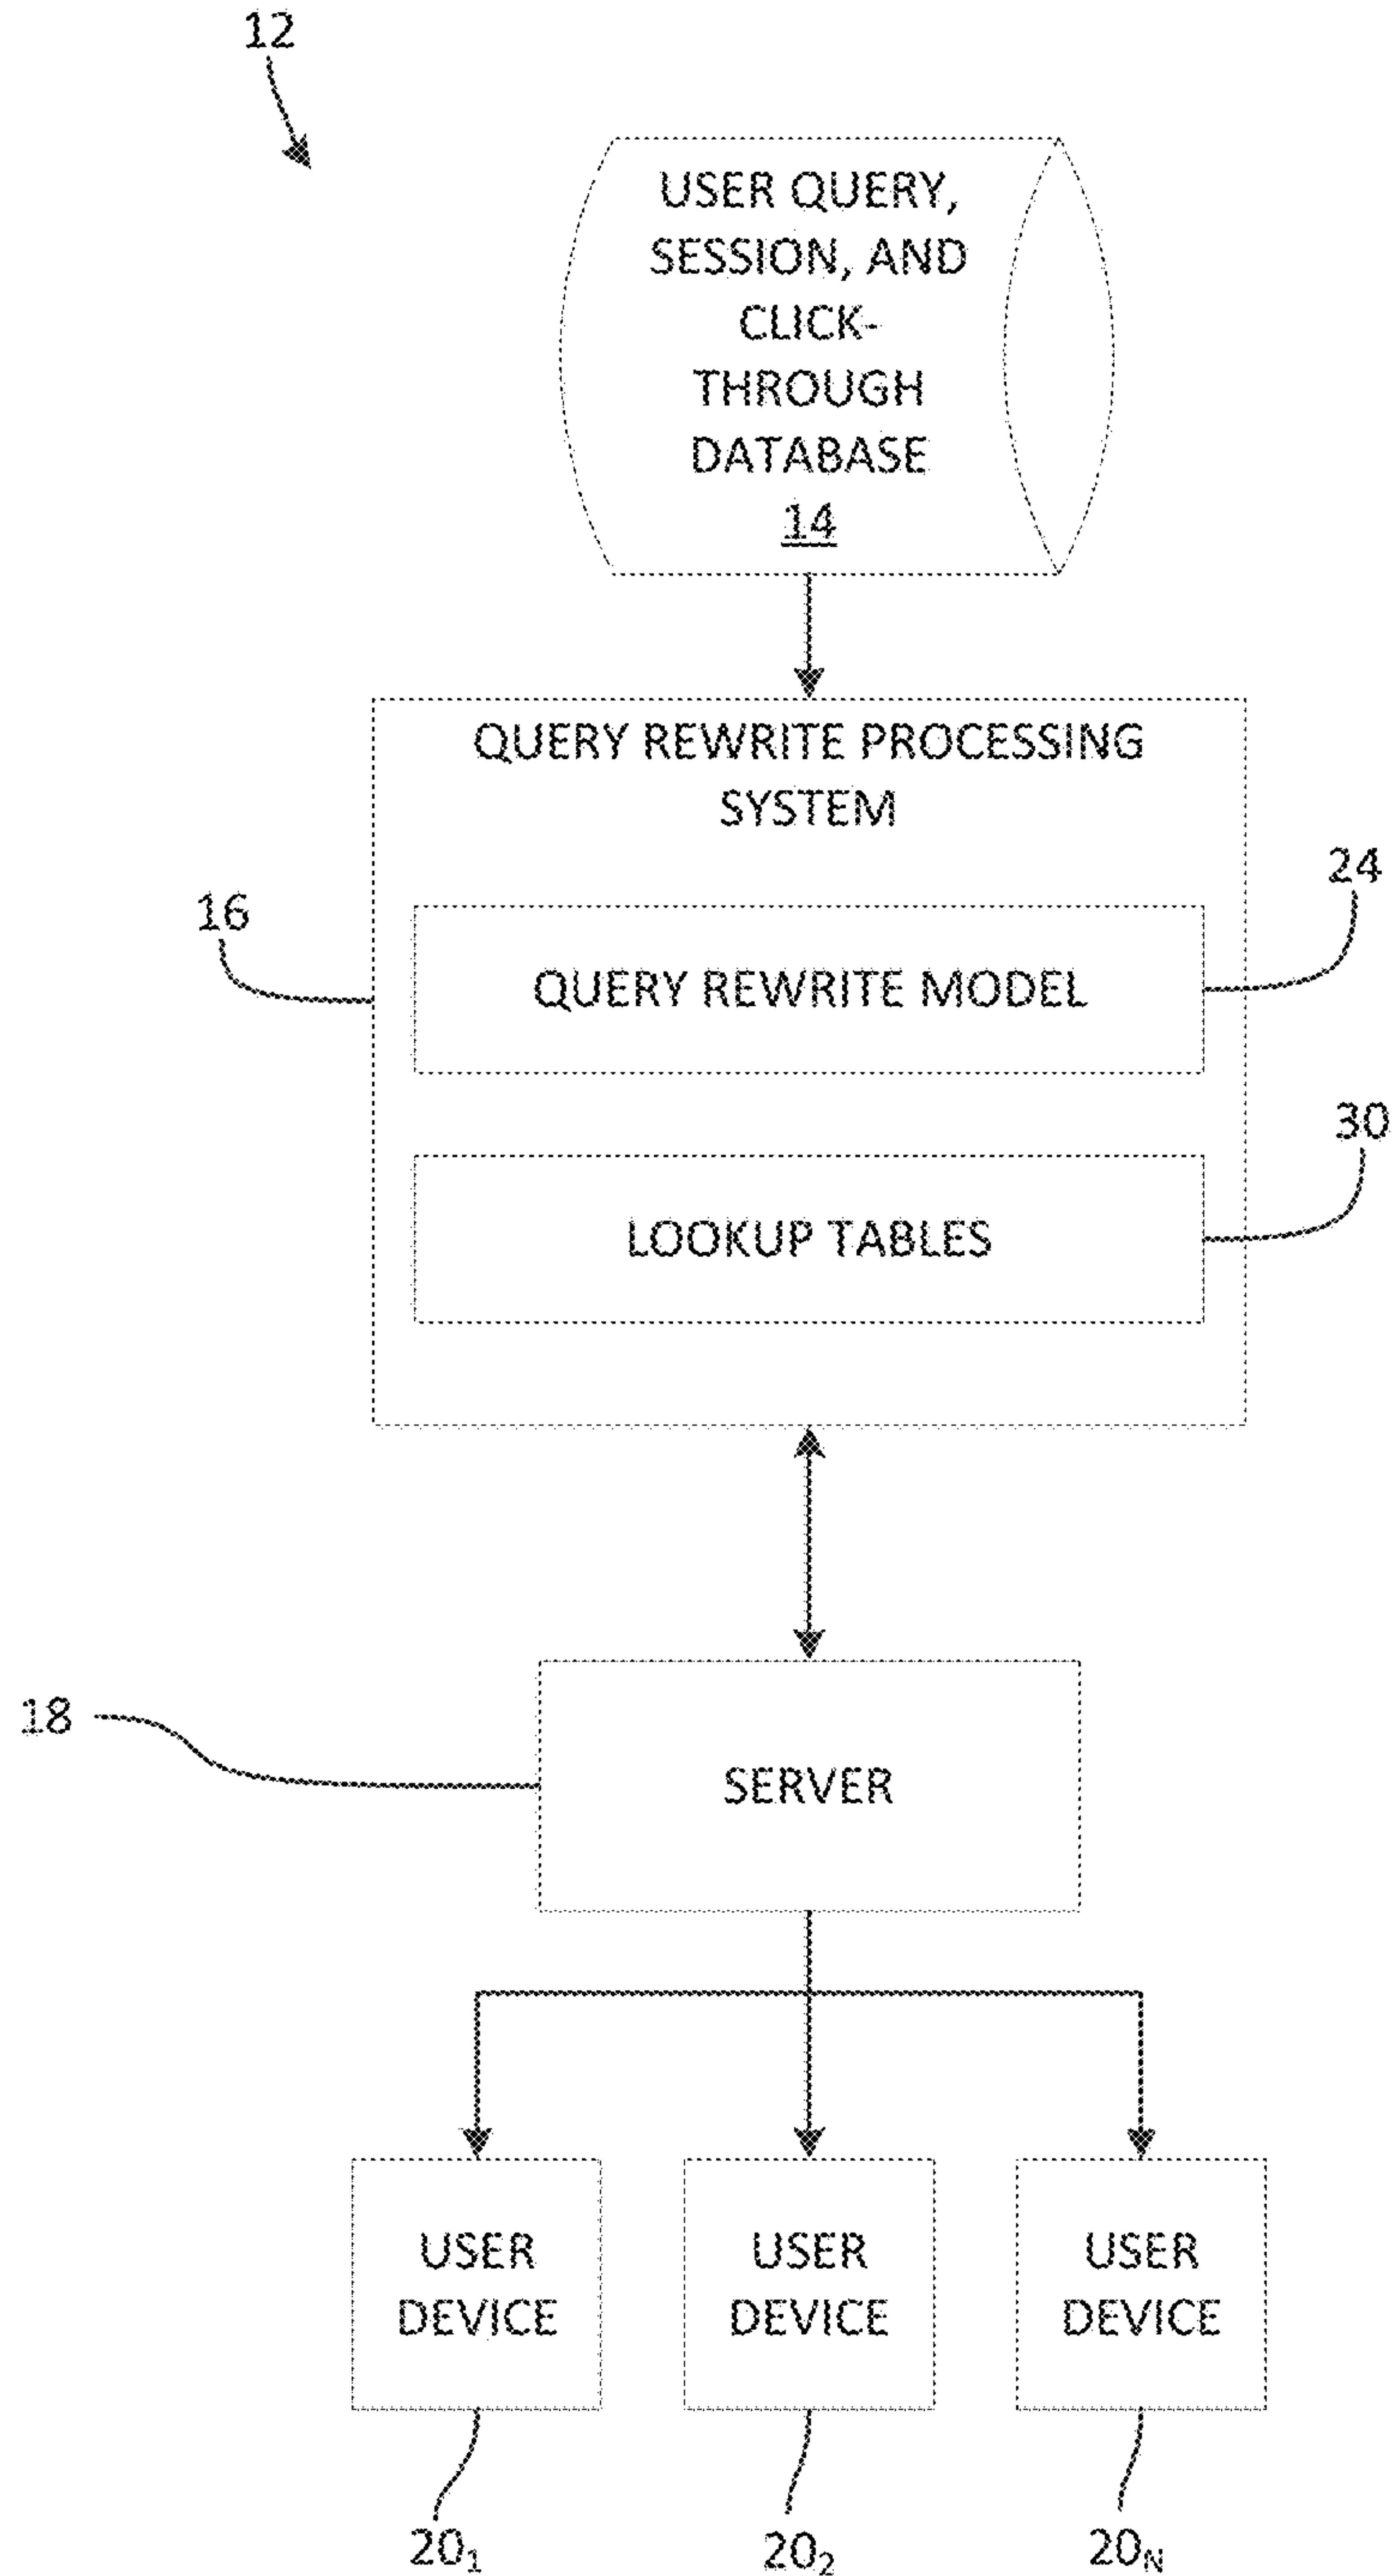 12
USER QUERY,
SESSION, AND
CLICK-
THROUGH
DATABASE
14
QUERY REWRITE PROCESSING
SYSTEM
16
24
QUERY REWRITE MODEL
30
LOOKUP TABLES
18
SERVER
USER
DEVICE
USER
DEVICE
USER
DEVICE
20₁
20₂
20N